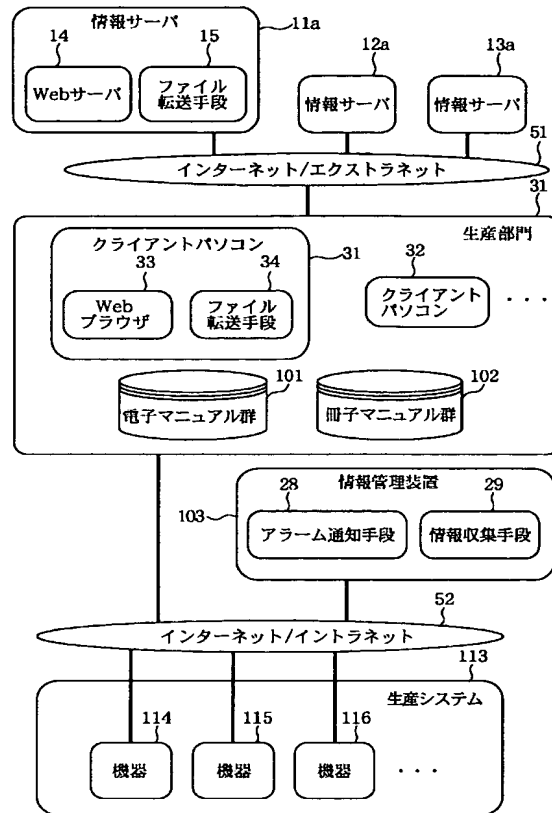 情報サーバ
11a
14
15
Webサーバ
ファイル
転送手段
12a
13a
情報サーバ
情報サーバ
51
インターネット/エクストラネット
31
生産部門
クライアントパソコン
31
33
34
Web
ブラウザ
ファイル
転送手段
32
クライアント
パソコン
・・・
101
102
電子マニュアル群
冊子マニュアル群
情報管理装置
103
28
29
アラーム通知手段
情報収集手段
52
インターネット/イントラネット
113
生産システム
114
115
116
機器
機器
機器
・・・